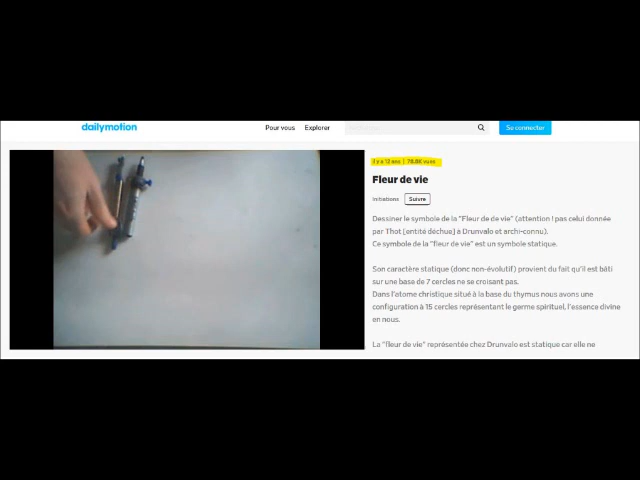 dailymotion
Pour vous
Explorer
Se connecter
il y a 12 ans | 78.8K vues
Fleur de vie
Initiations
Suivre
Dessiner le symbole de la "Fleur de de vie" (attention ! pas celui donnée
par Thot [entité déchue] à Drunvalo et archi-connu).
Ce symbole de la "fleur de vie" est un symbole statique.
Son caractère statique (donc non-évolutif) provient du fait qu'il est bâti
sur une base de 7 cercles ne se croisant pas.
Dans l'atome christique situé à la base du thymus nous avons une
configuration à 15 cercles représentant le germe spirituel, l'essence divine
en nous.
La "fleur de vie" représentée chez Drunvalo est statique car elle ne